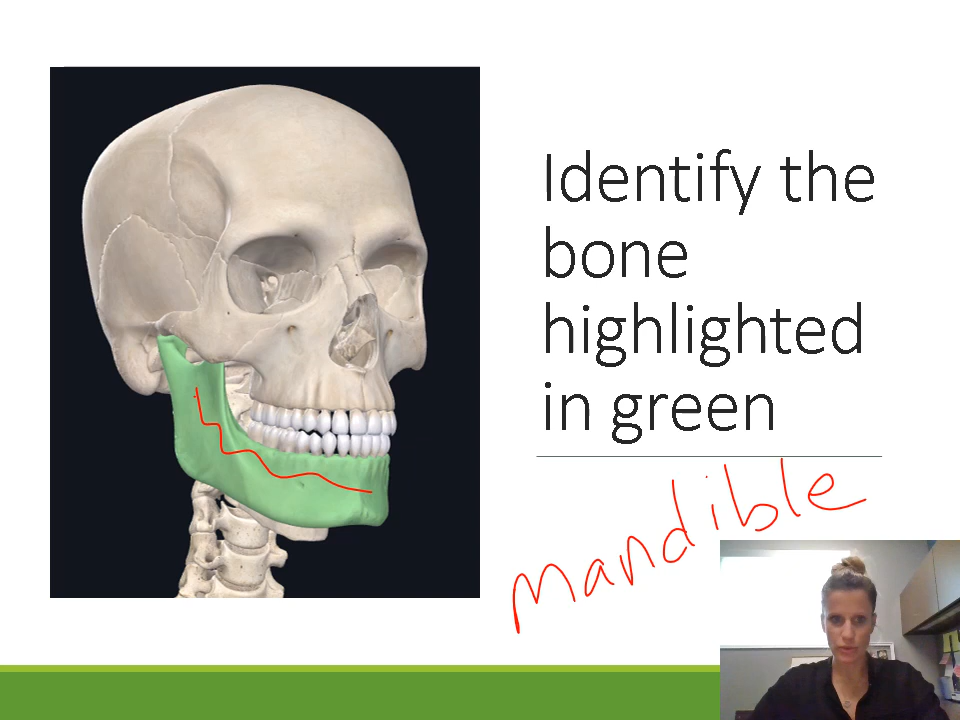 Identify the
bone
highlighted
in green
mandible